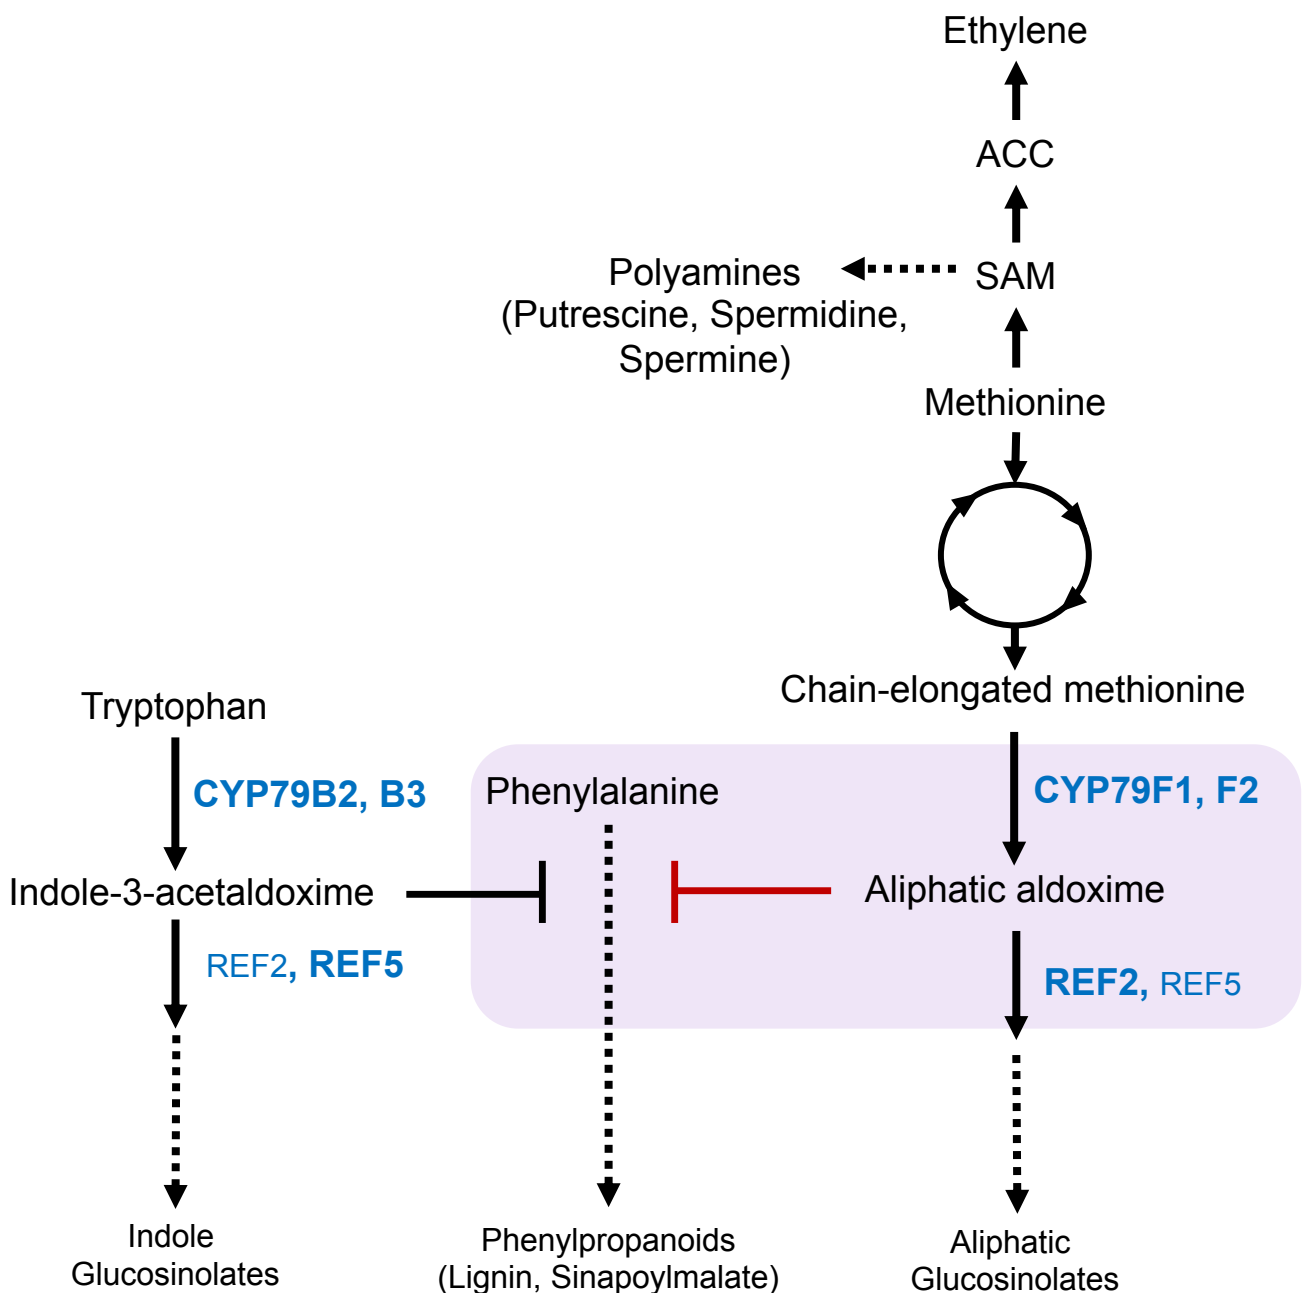 Ethylene
ACC
SAM
Polyamines
(Putrescine, Spermidine,
Spermine)
Methionine
Chain-elongated methionine
Tryptophan
CYP79B2, B3
Phenylalanine
CYP79F1, F2
Indole-3-acetaldoxime
Aliphatic aldoxime
REF2, REF5
REF2, REF5
Indole
Glucosinolates
Phenylpropanoids
(Lignin, Sinapoylmalate)
Aliphatic
Glucosinolates